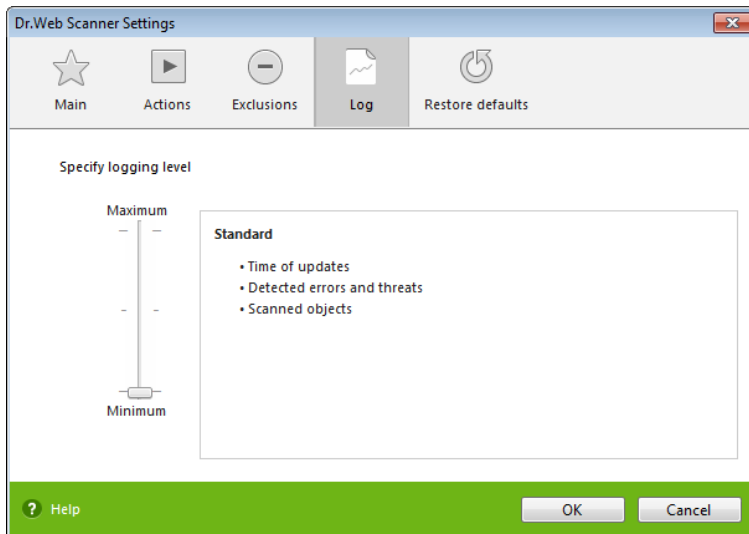 Dr.Web Scanner Settings
Main Actions Exclusions Log Restore defaults
Specify logging level
Maximum
Standard
• Time of updates
• Detected errors and threats
• Scanned objects
Minimum
? Help OK Cancel